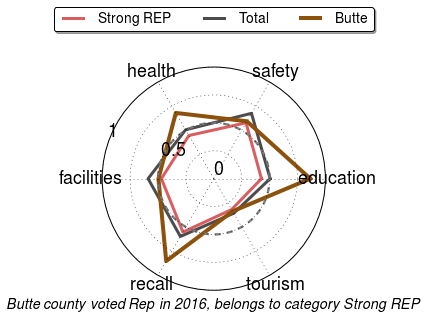 Strong REP Total Butte
health safety
1
0.5
0
facilities education
recall tourism
Butte county voted Rep in 2016, belongs to category Strong REP